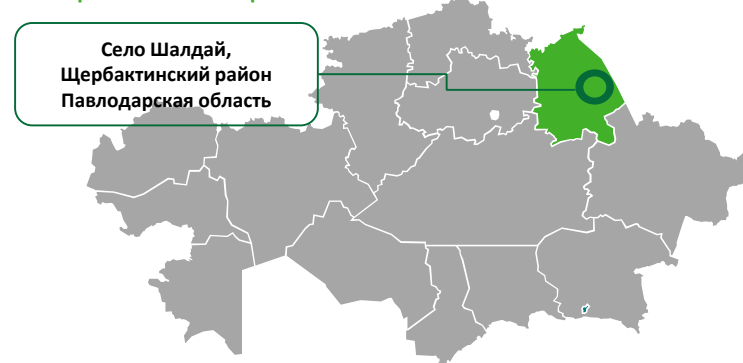 Село Шалдай,
Щербактинский район
Павлодарская область